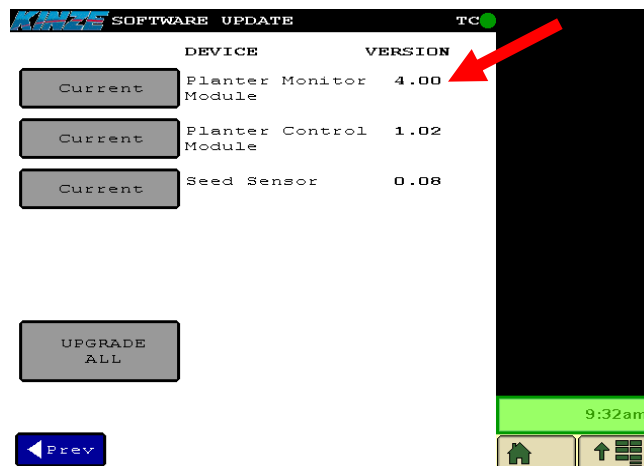 KINZE SOFTWARE UPDATE TC
DEVICE VERSION
Current Planter Monitor 4.00
Module
Current Planter Control 1.02
Module
Current Seed Sensor 0.08
UPGRADE
ALL
9:32am
Prev